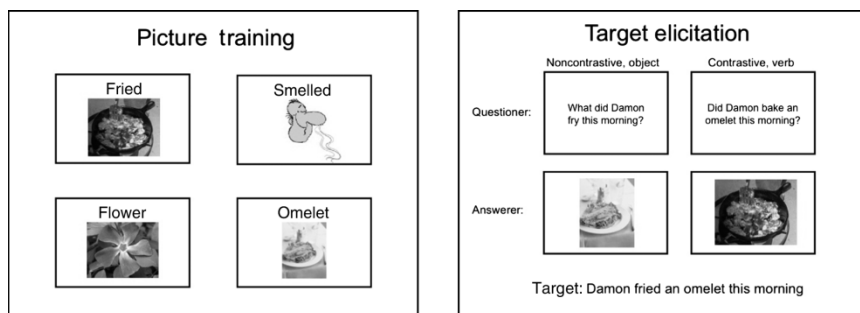 Picture training
Fried
Smelled
Flower
Omelet
Target elicitation
Noncontrastive, object
Contrastive, verb
Questioner:
What did Damon
fry this morning?
Did Damon bake an
omelet this morning?
Answerer:
Target: Damon fried an omelet this morning